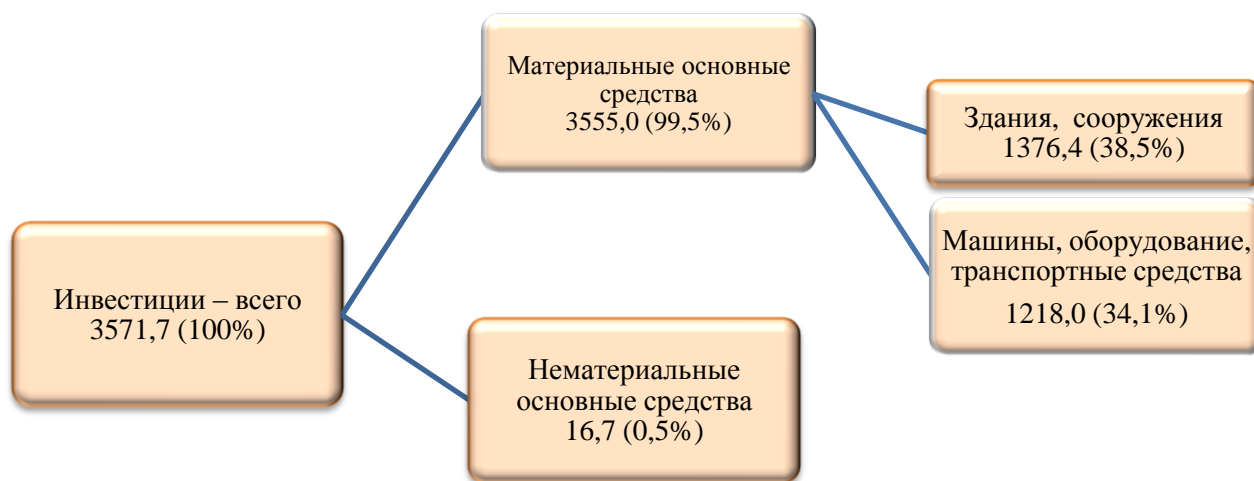 Материальные основные
средства
3555,0 (99,5%)
Здания, сооружения
1376,4 (38,5%)
Машины, оборудование,
транспортные средства
1218,0 (34,1%)
Инвестиции – всего
3571,7 (100%)
Нематериальные
основные средства
16,7 (0,5%)